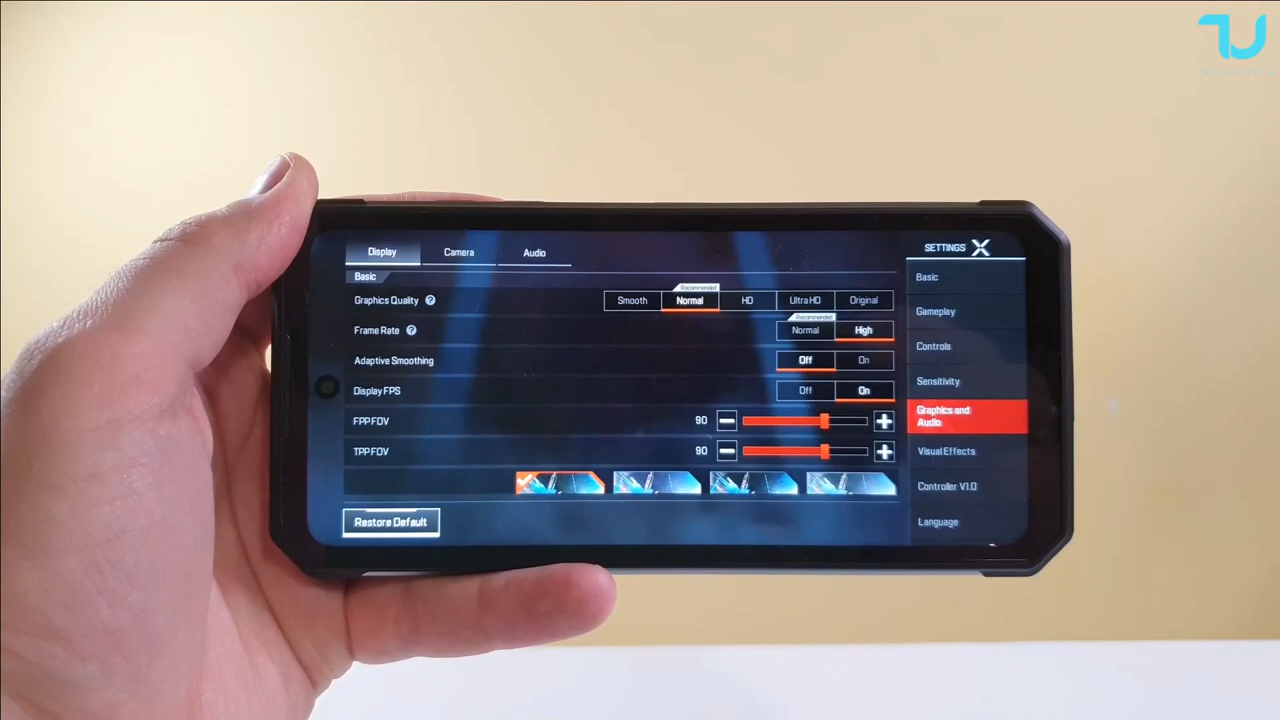 TU
Display Camera Audio
SETTINGS X
Basic
Recommended
Graphics Quality ? Smooth Normal HD Ultra HD Original
Recommended
Frame Rate ? Normal High
Adaptive Smoothing Off On
Display FPS Off On
FPP FOV 90 − +
TPP FOV 90 − +
Restore Default
Basic
Gameplay
Controls
Sensitivity
Graphics and
Audio
Visual Effects
Controller V1.0
Language